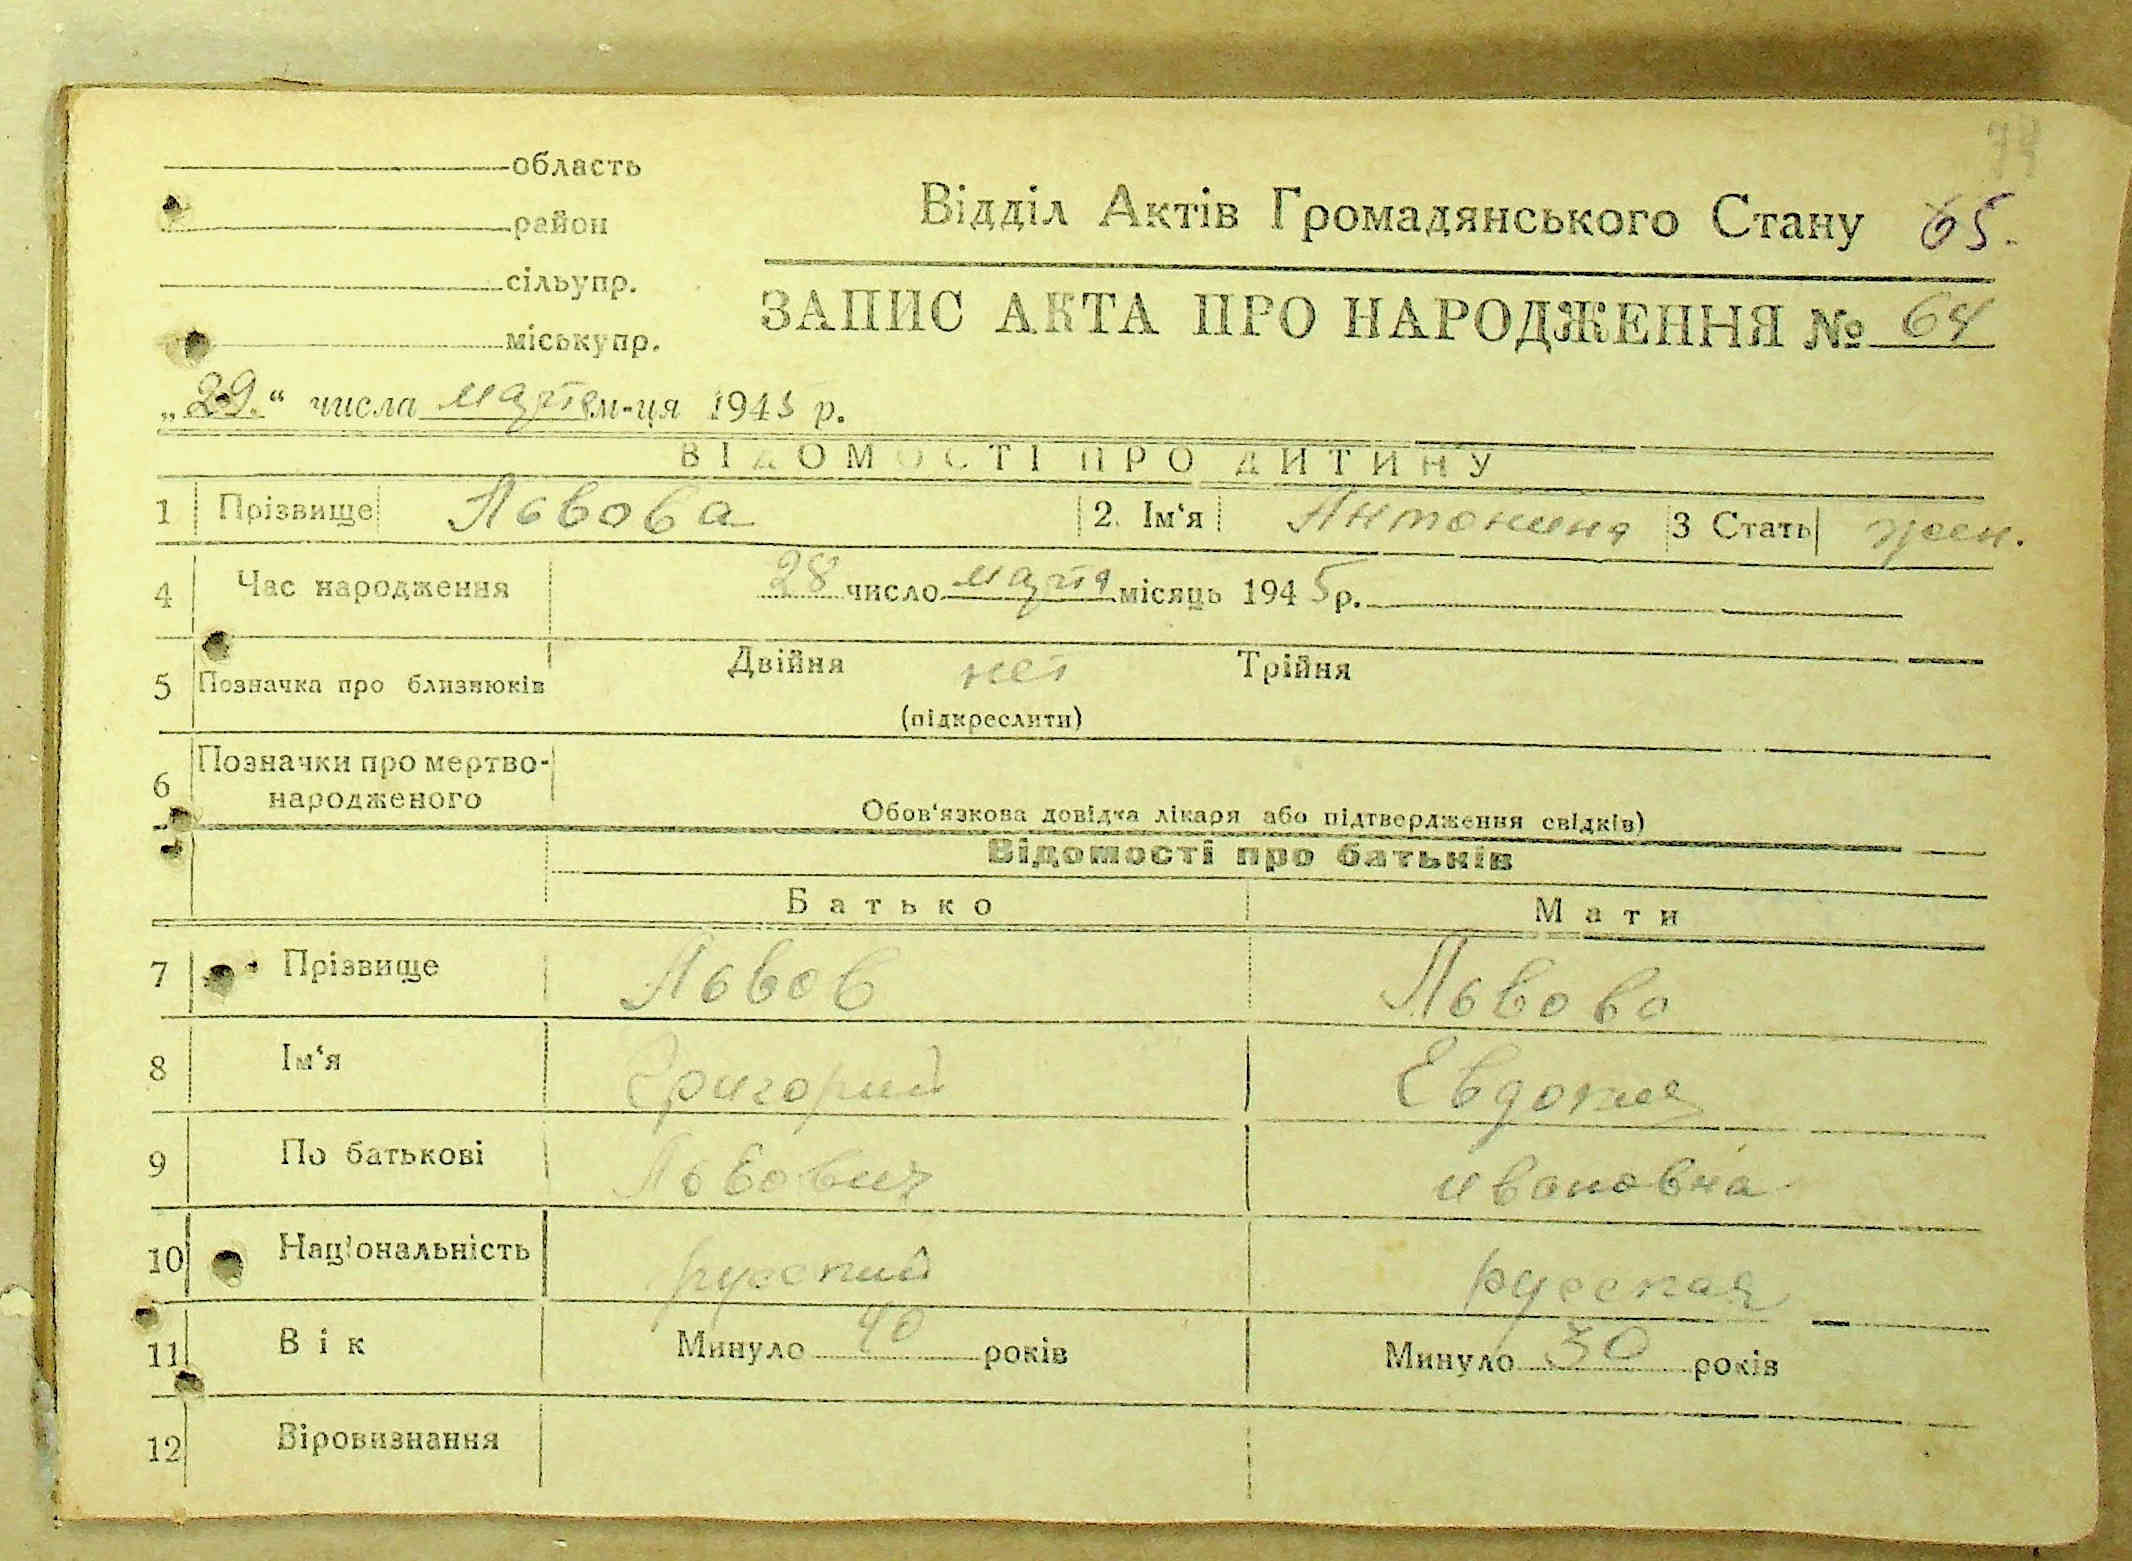 область
район
сільупр.
міськупр.
Відділ Актів Громадянського Стану 65.
ЗАПИС АКТА ПРО НАРОДЖЕННЯ № 64
„29.“ числа марта м-ця 1945 р.
ВІДОМОСТІ ПРО ДИТИНУ
1 Прізвище Львова 2. Ім‘я Антонина 3 Стать жен.
4 Час народження 28 число марта місяць 1945 р.
5 Позначка про близнюків Двійня нет Трійня
(підкреслити)
6 Позначки про мертво-
народженого
Обов‘язкова довідка лікаря або підтвердження свідків)
Відомості про батьків
Батько Мати
7 Прізвище Львов Львова
8 Ім‘я Григорий Евдокия
9 По батькові Львович ивановна
10 Національність русский русская
11 Вік Минуло 40 років Минуло 30 років
12 Віровизнання